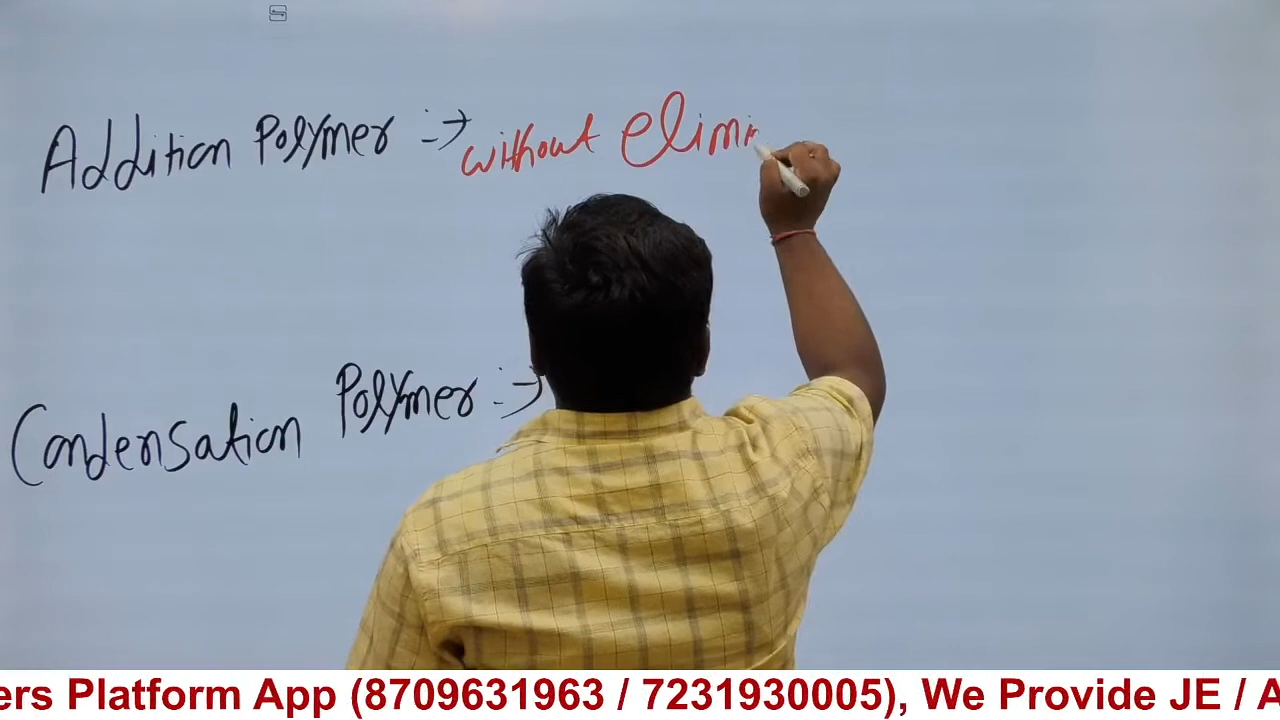 Addition Polymer :→ without elimi
Condensation Polymer :→
ers Platform App (8709631963 / 7231930005), We Provide JE / A